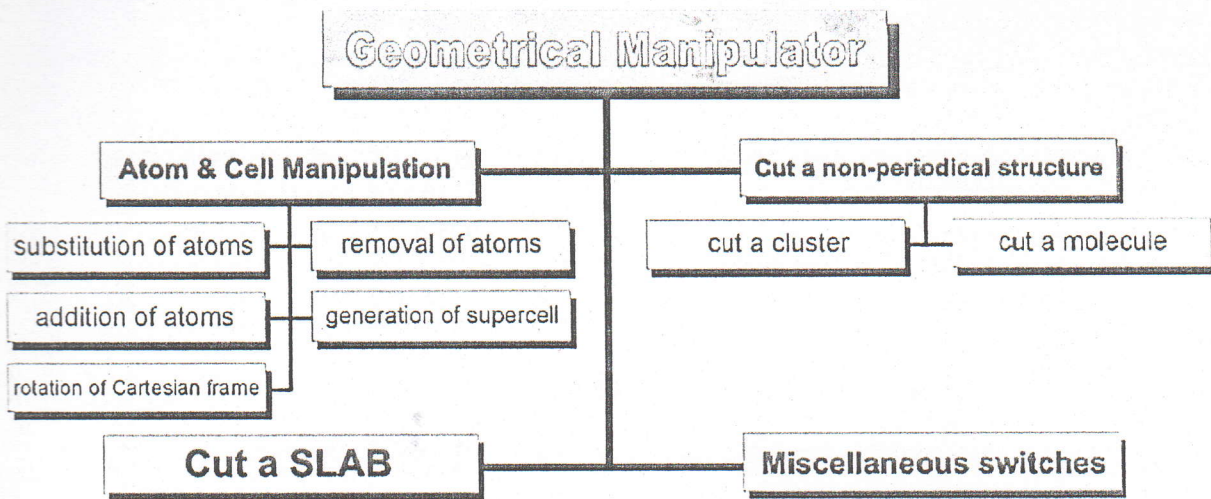 Geometrical Manipulator
Atom & Cell Manipulation
Cut a non-periodical structure
substitution of atoms
removal of atoms
cut a cluster
cut a molecule
addition of atoms
generation of supercell
rotation of Cartesian frame
Cut a SLAB
Miscellaneous switches